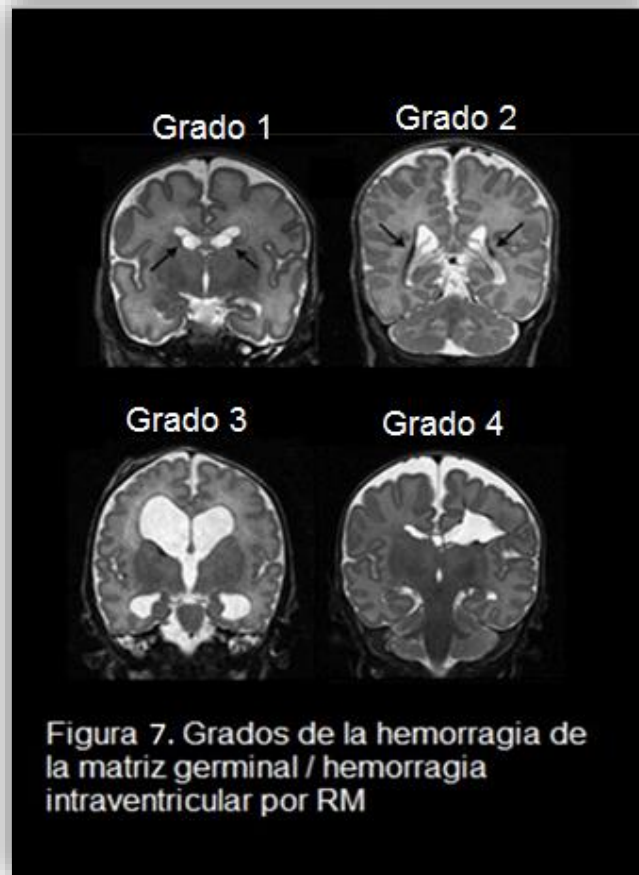 Grado 1
Grado 2
Grado 3
Grado 4
Figura 7. Grados de la hemorragia de
la matriz germinal / hemorragia
intraventricular por RM